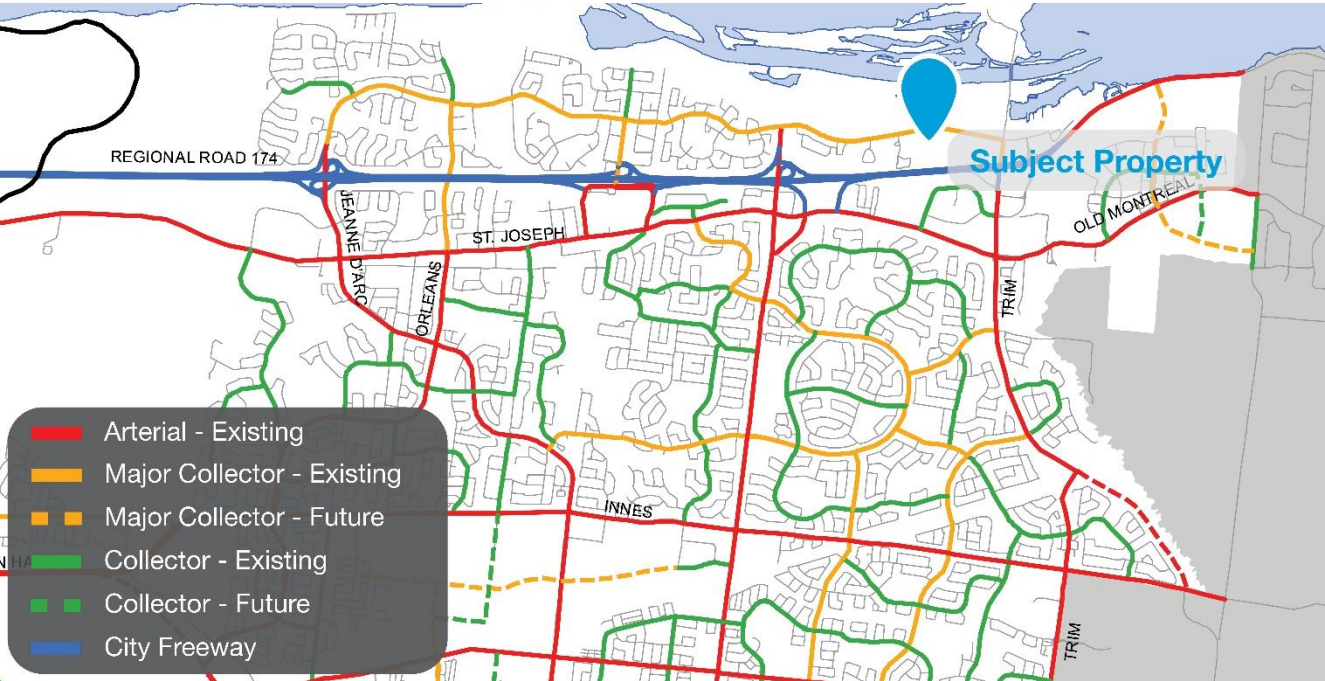 REGIONAL ROAD 174
Subject Property
JEANNE D'ARC
ST. JOSEPH
OLD MONTREAL
ORLEANS
TRIM
Arterial - Existing
Major Collector - Existing
INNES
Major Collector - Future
Collector - Existing
Collector - Future
City Freeway
TRIM